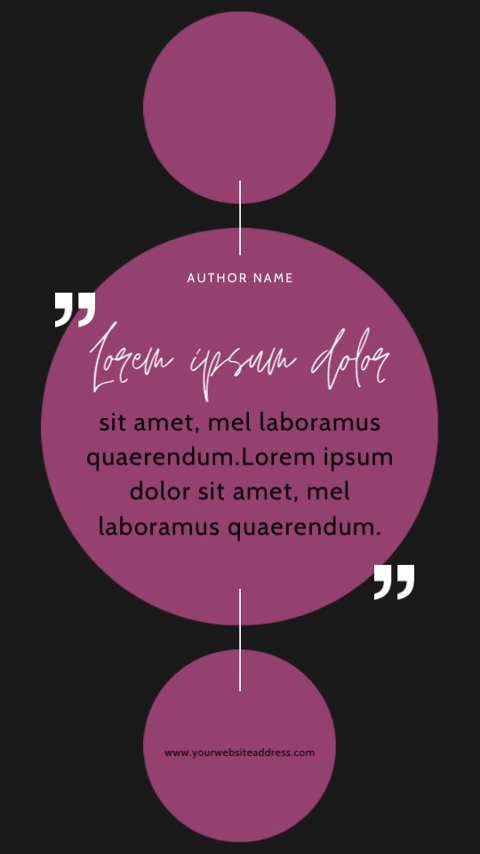 AUTHOR NAME
”
Lorem ipsum dolor
sit amet, mel laboramus
quaerendum.Lorem ipsum
dolor sit amet, mel
laboramus quaerendum.
”
www.yourwebsiteaddress.com